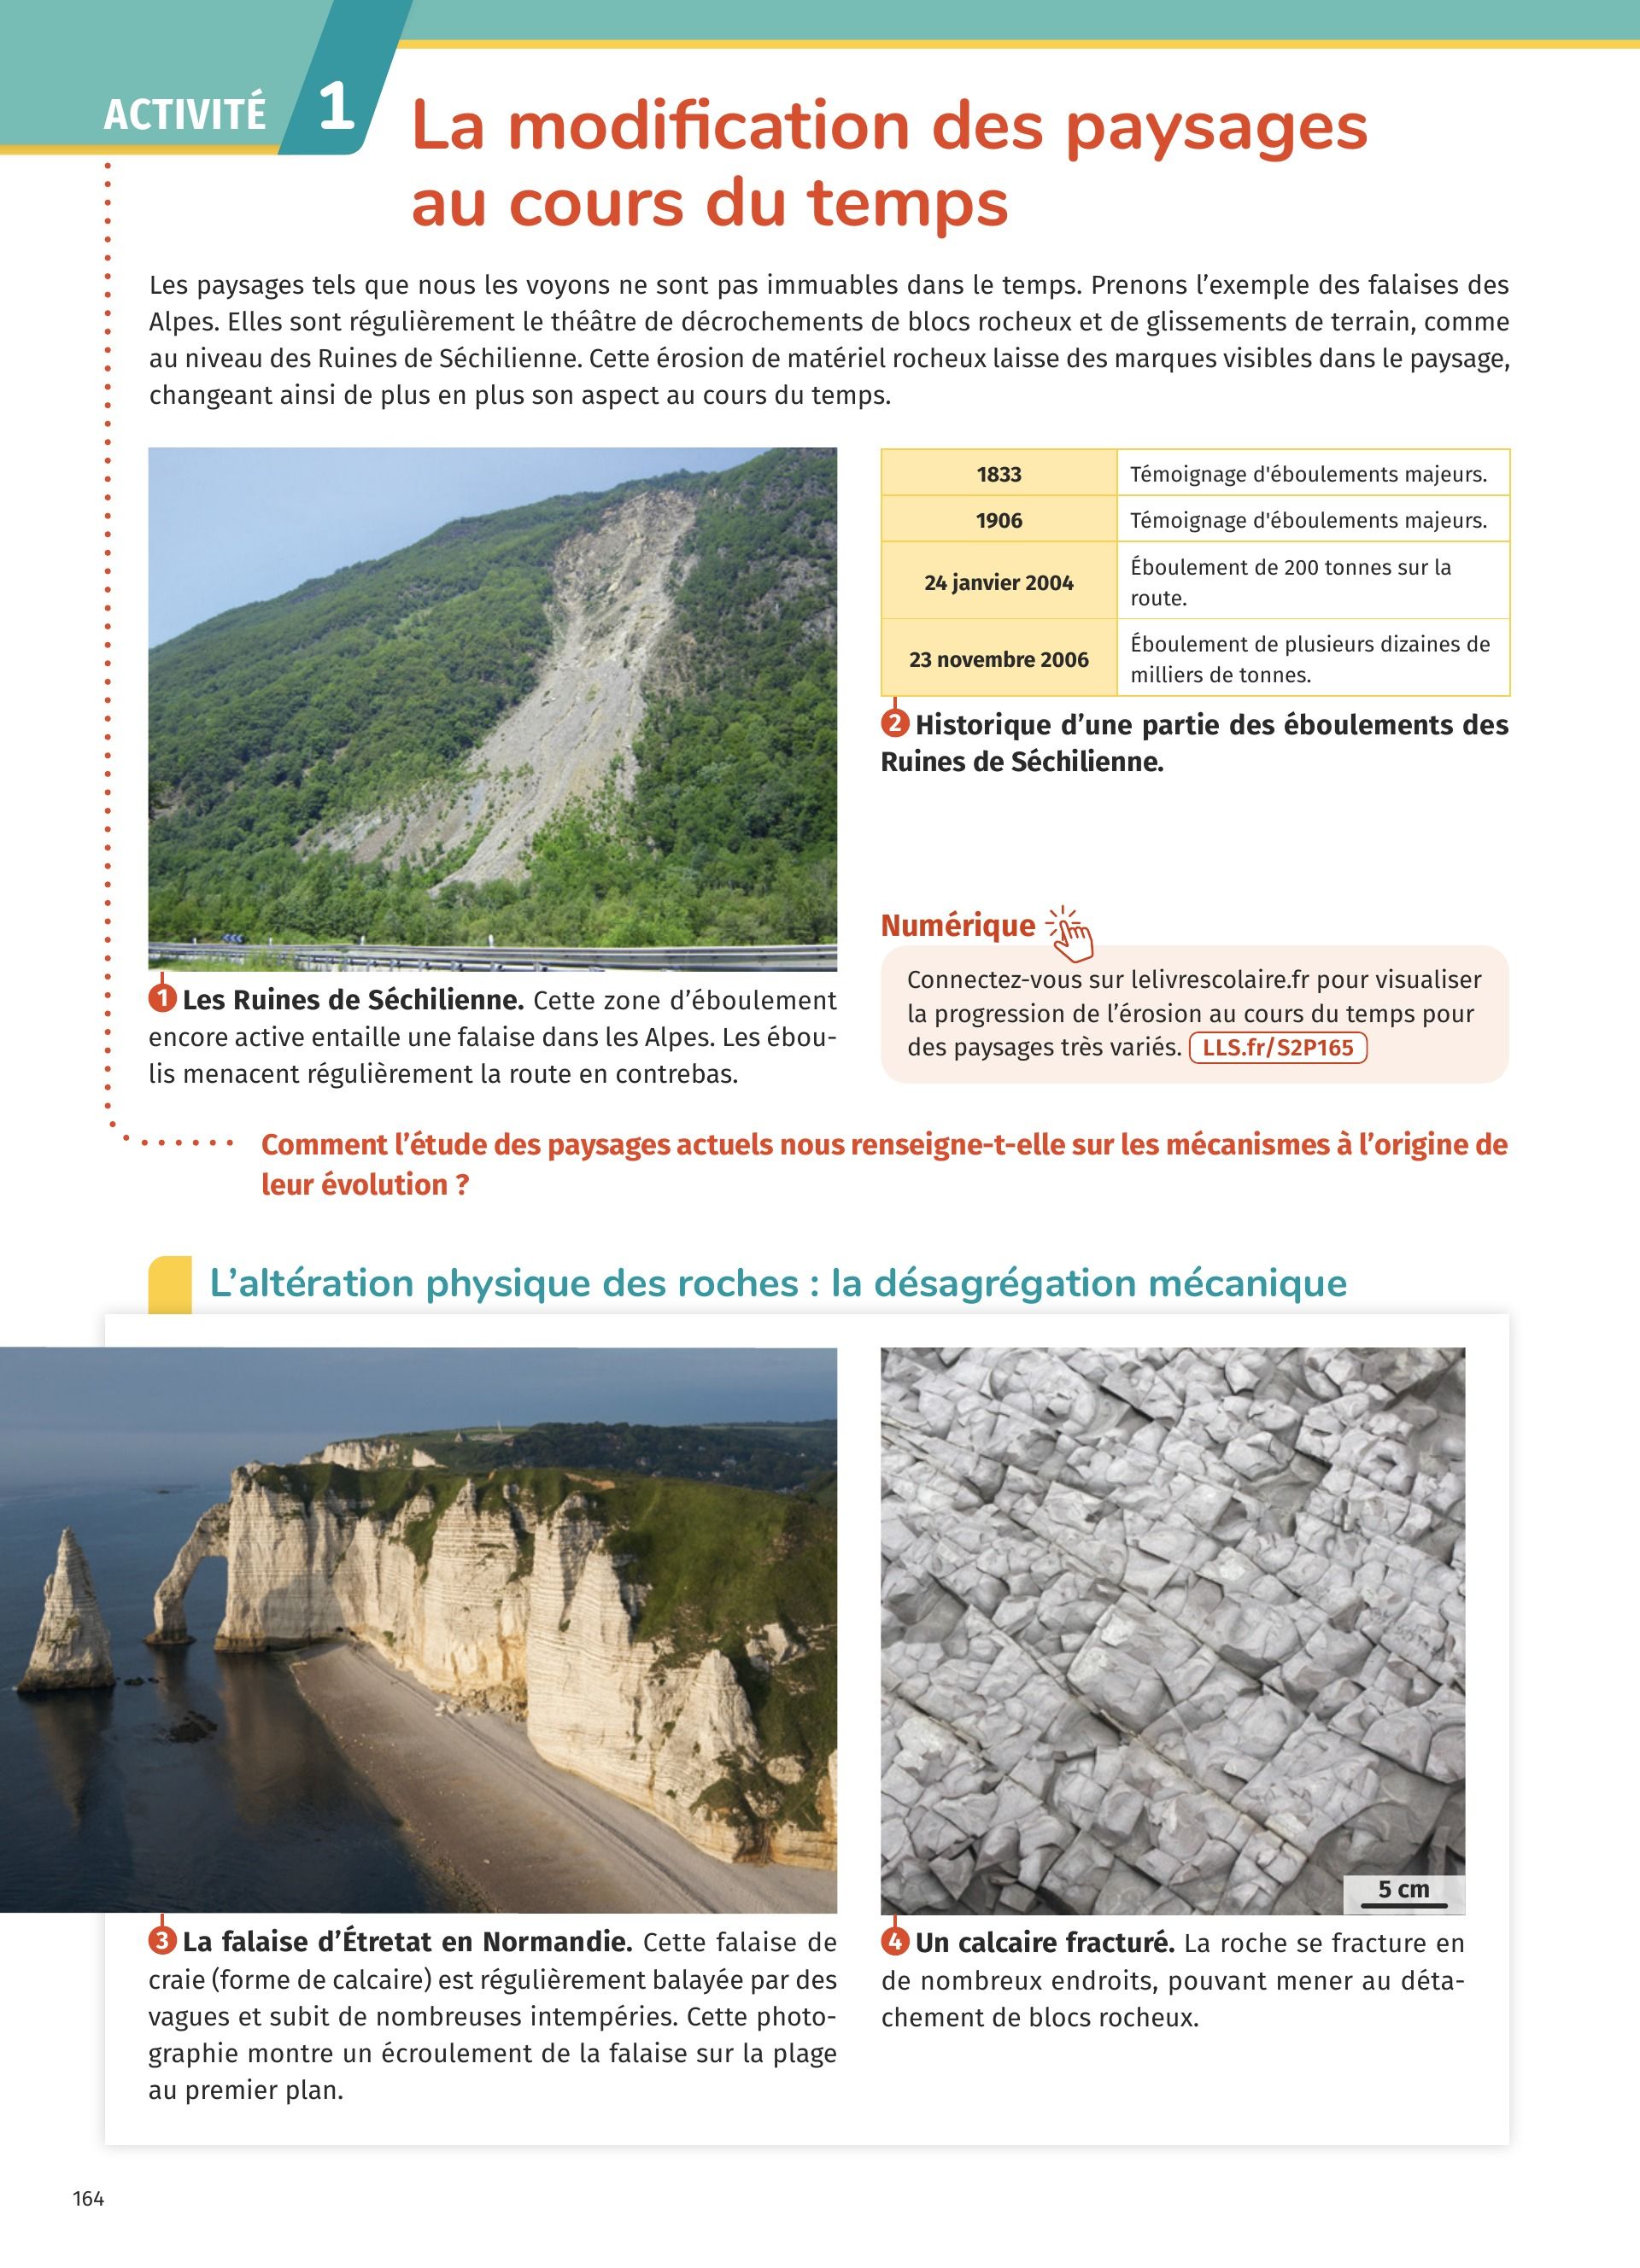 ACTIVITÉ 1
La modification des paysages
au cours du temps
Les paysages tels que nous les voyons ne sont pas immuables dans le temps. Prenons l’exemple des falaises des
Alpes. Elles sont régulièrement le théâtre de décrochements de blocs rocheux et de glissements de terrain, comme
au niveau des Ruines de Séchilienne. Cette érosion de matériel rocheux laisse des marques visibles dans le paysage,
changeant ainsi de plus en plus son aspect au cours du temps.
1 Les Ruines de Séchilienne. Cette zone d’éboulement
encore active entaille une falaise dans les Alpes. Les ébou-
lis menacent régulièrement la route en contrebas.
1833 Témoignage d'éboulements majeurs.
1906 Témoignage d'éboulements majeurs.
24 janvier 2004 Éboulement de 200 tonnes sur la
route.
23 novembre 2006 Éboulement de plusieurs dizaines de
milliers de tonnes.
2 Historique d’une partie des éboulements des
Ruines de Séchilienne.
Numérique
Connectez-vous sur lelivrescolaire.fr pour visualiser
la progression de l’érosion au cours du temps pour
des paysages très variés. LLS.fr/S2P165
Comment l’étude des paysages actuels nous renseigne-t-elle sur les mécanismes à l’origine de
leur évolution ?
L’altération physique des roches : la désagrégation mécanique
3 La falaise d’Étretat en Normandie. Cette falaise de
craie (forme de calcaire) est régulièrement balayée par des
vagues et subit de nombreuses intempéries. Cette photo-
graphie montre un écroulement de la falaise sur la plage
au premier plan.
5 cm
4 Un calcaire fracturé. La roche se fracture en
de nombreux endroits, pouvant mener au déta-
chement de blocs rocheux.
164